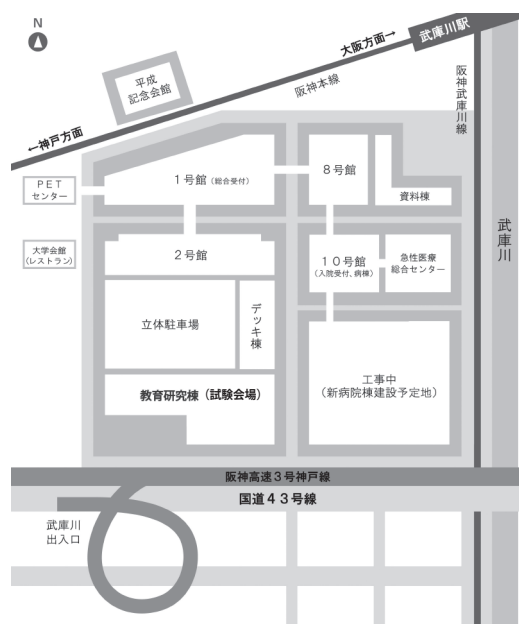 N
武庫川駅
大阪方面→
阪神本線
阪神武庫川線
平成
記念会館
←神戸方面
PET
センター
1号館(総合受付)
8号館
資料棟
武庫川
大学会館
(レストラン)
2号館
10号館
(入院受付、病棟)
急性医療
総合センター
立体駐車場
デッキ棟
教育研究棟(試験会場)
工事中
(新病院棟建設予定地)
阪神高速3号神戸線
国道43号線
武庫川
出入口